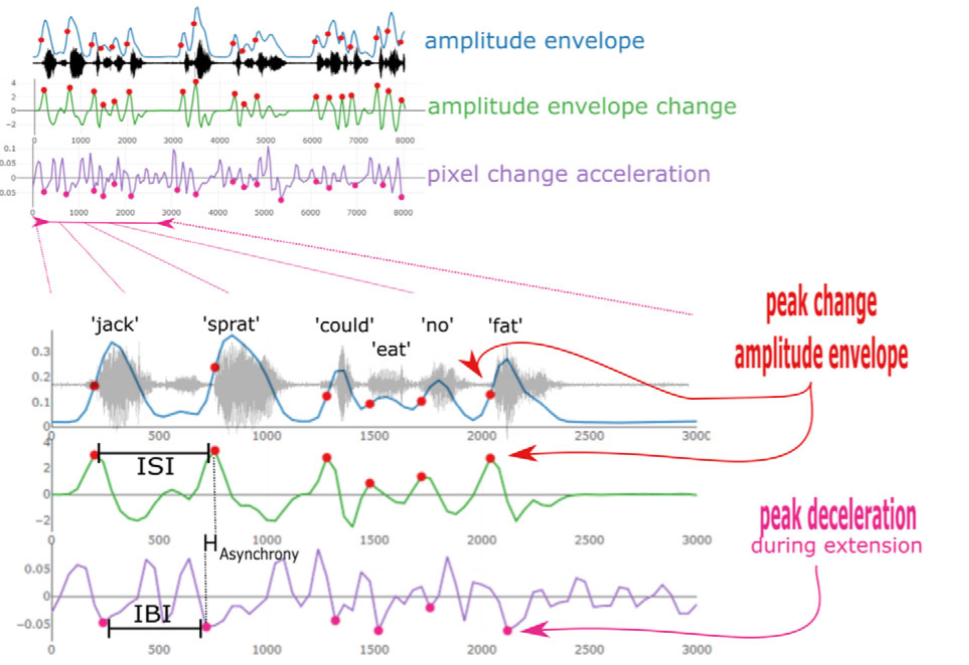 amplitude envelope
4
2
0
−2
amplitude envelope change
0 1000 2000 3000 4000 5000 6000 7000 8000
0.1
0.05
0
0.05
pixel change acceleration
0 1000 2000 3000 4000 5000 6000 7000 8000
peak change
amplitude envelope
'jack' 'sprat' 'could' 'no' 'fat'
'eat'
0.3
0.2
0.1
0
0 500 1000 1500 2000 2500 3000
4
2
0
−2
ISI
0 500 1000 1500 2000 2500 3000
peak deceleration
during extension
Asynchrony
0.05
0
−0.05
IBI
0 500 1000 1500 2000 2500 3000